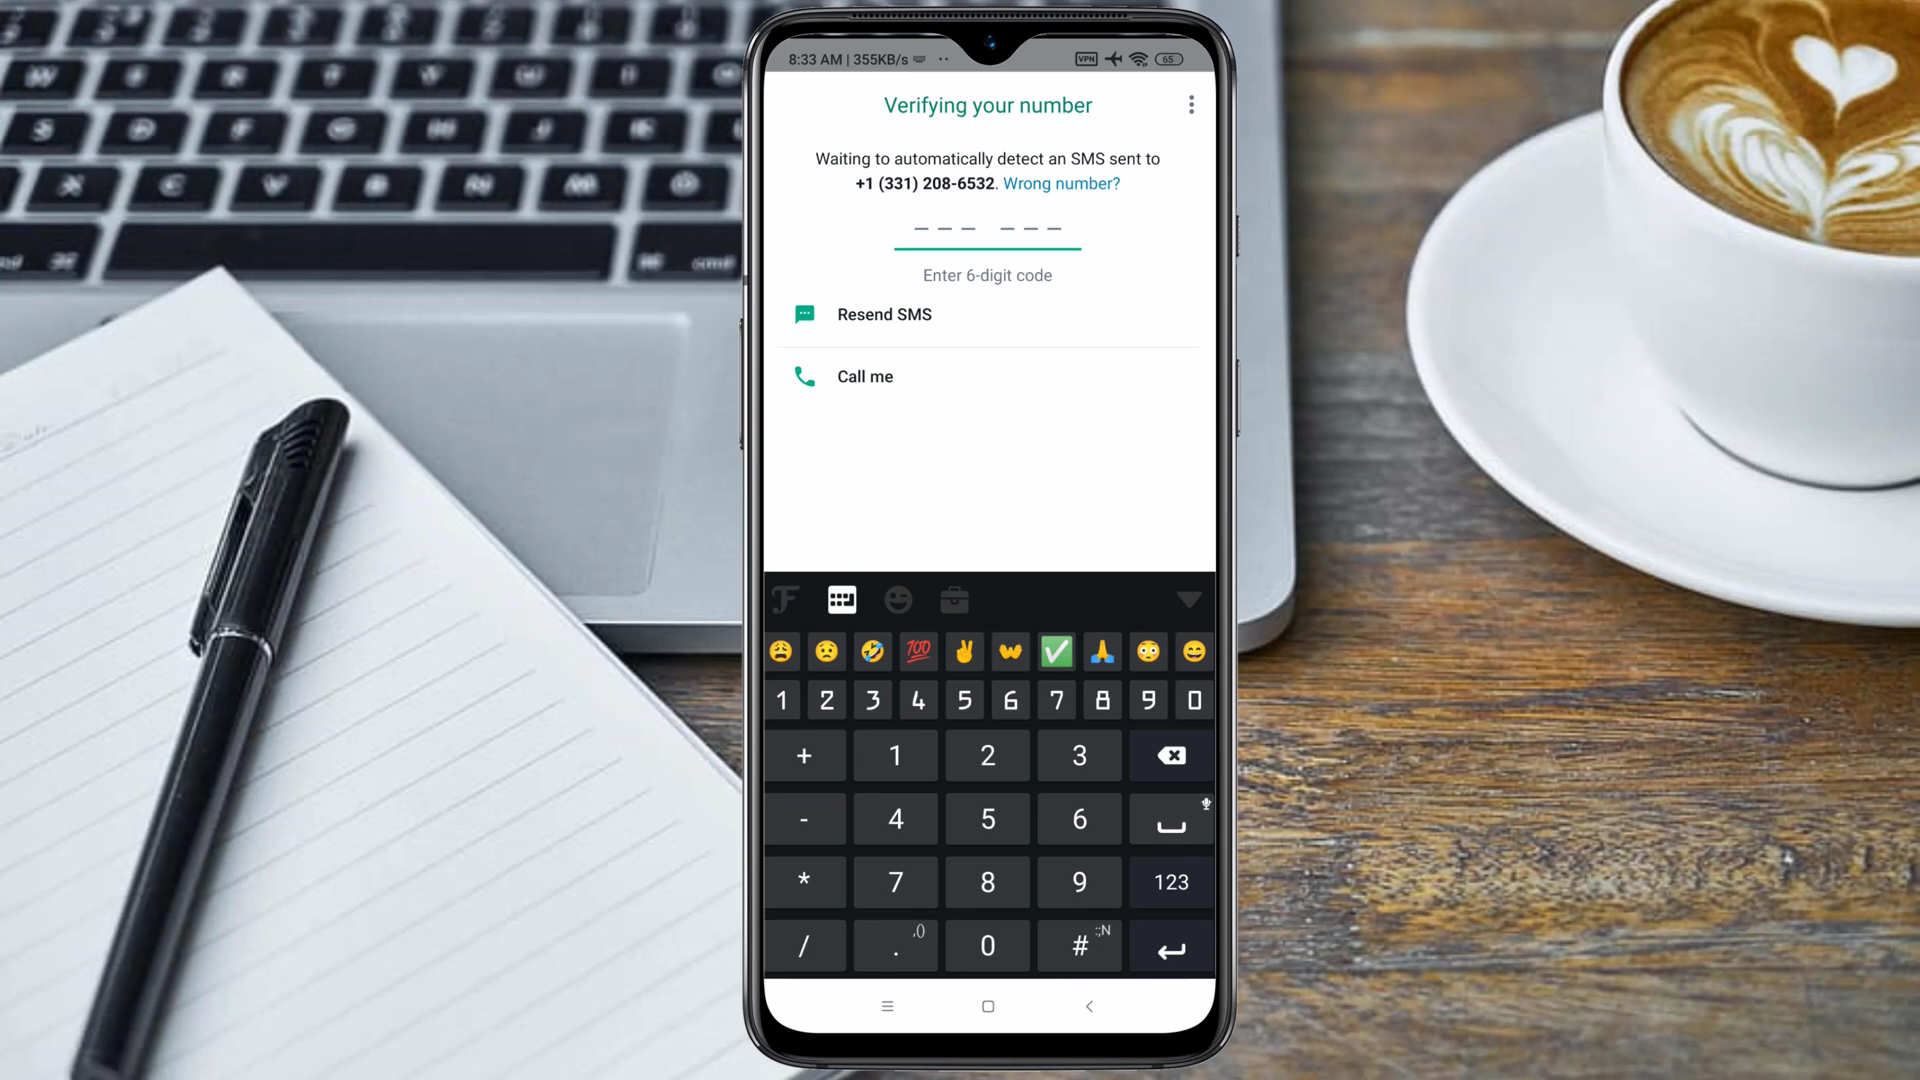 8:33 AM | 355KB/s
VPN
65
Verifying your number
Waiting to automatically detect an SMS sent to
+1 (331) 208-6532. Wrong number?
Enter 6-digit code
Resend SMS
Call me
1 2 3 4 5 6 7 8 9 0
+ 1 2 3
- 4 5 6
* 7 8 9 123
/ . ,() 0 # :;N
cmd